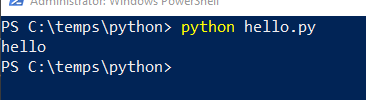 Administrator: Windows PowerShell
PS C:\temps\python> python hello.py
hello
PS C:\temps\python>